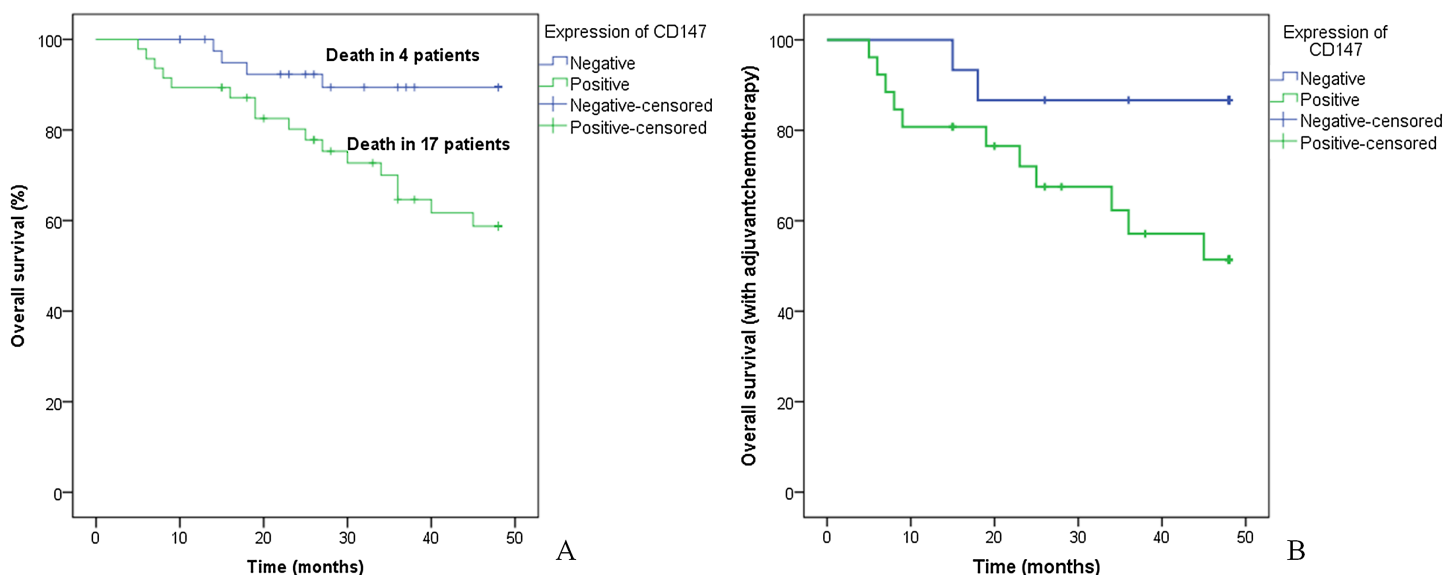 Overall survival (%)
100
80
60
40
20
0
0 10 20 30 40 50
Time (months)
Death in 4 patients
Death in 17 patients
Expression of CD147
Negative
Positive
Negative-censored
Positive-censored
A
Overall survival (with adjuvantchemotherapy)
100
80
60
40
20
0
0 10 20 30 40 50
Time (months)
Expression of
CD147
Negative
Positive
Negative-censored
Positive-censored
B